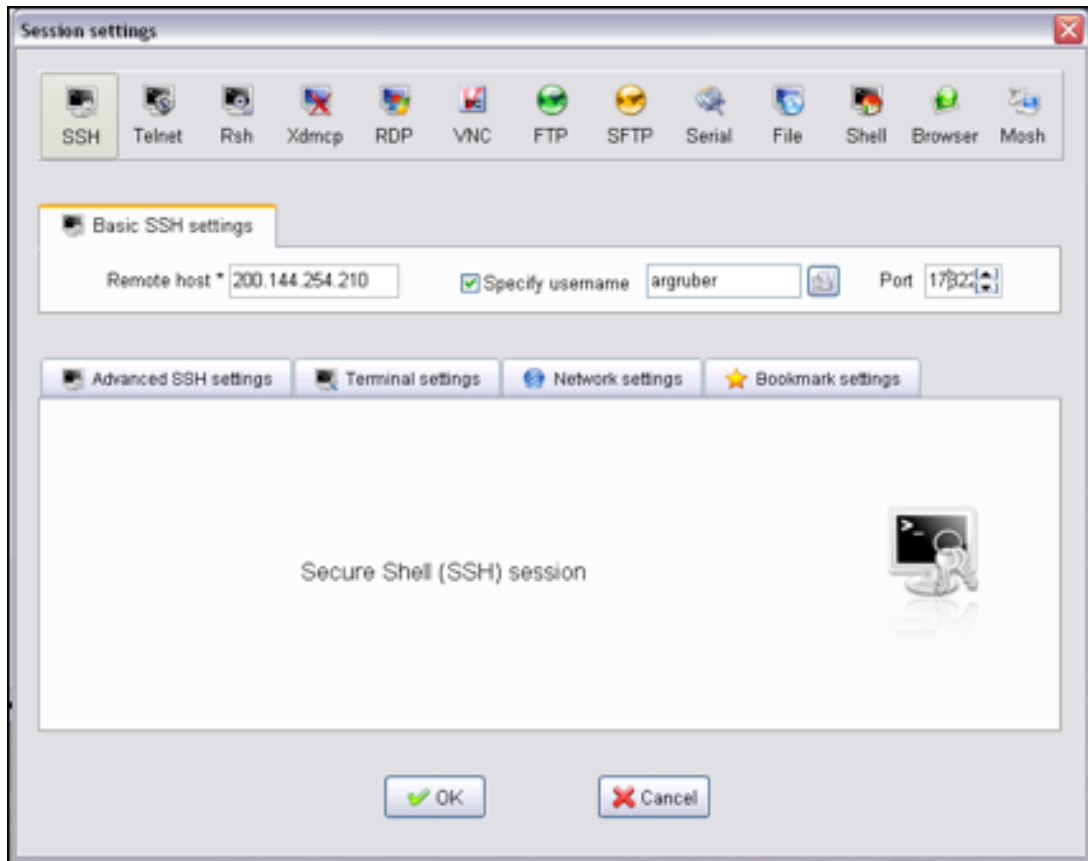 Session settings
SSH Telnet Rsh Xdmcp RDP VNC FTP SFTP Serial File Shell Browser Mosh
Basic SSH settings
Remote host * 200.144.254.210 Specify username argruber Port
Advanced SSH settings Terminal settings Network settings Bookmark settings
Secure Shell (SSH) session
OK Cancel